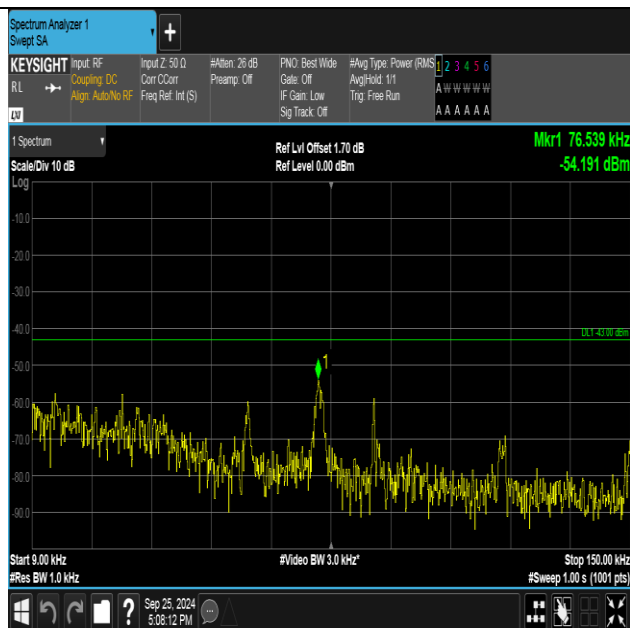 Spectrum Analyzer 1
Swept SA
KEYSIGHT
RL
LXI
Input: RF
Coupling: DC
Align: Auto/No RF
Input Z: 50 Ω
Corr CCorr
Freq Ref: Int (S)
#Atten: 26 dB
Preamp: Off
PNO: Best Wide
Gate: Off
IF Gain: Low
Sig Track: Off
#Avg Type: Power (RMS
Avg|Hold: 1/1
Trig: Free Run
1 2 3 4 5 6
A W W W W W
A A A A A A
1 Spectrum
Scale/Div 10 dB
Ref Lvl Offset 1.70 dB
Ref Level 0.00 dBm
Mkr1 76.539 kHz
-54.191 dBm
Log
-10.0
-20.0
-30.0
-40.0
DL1 -43.00 dBm
1
-50.0
-60.0
-70.0
-80.0
-90.0
Start 9.00 kHz
#Video BW 3.0 kHz*
Stop 150.00 kHz
#Res BW 1.0 kHz
#Sweep 1.00 s (1001 pts)
?
Sep 25, 2024
5:08:12 PM